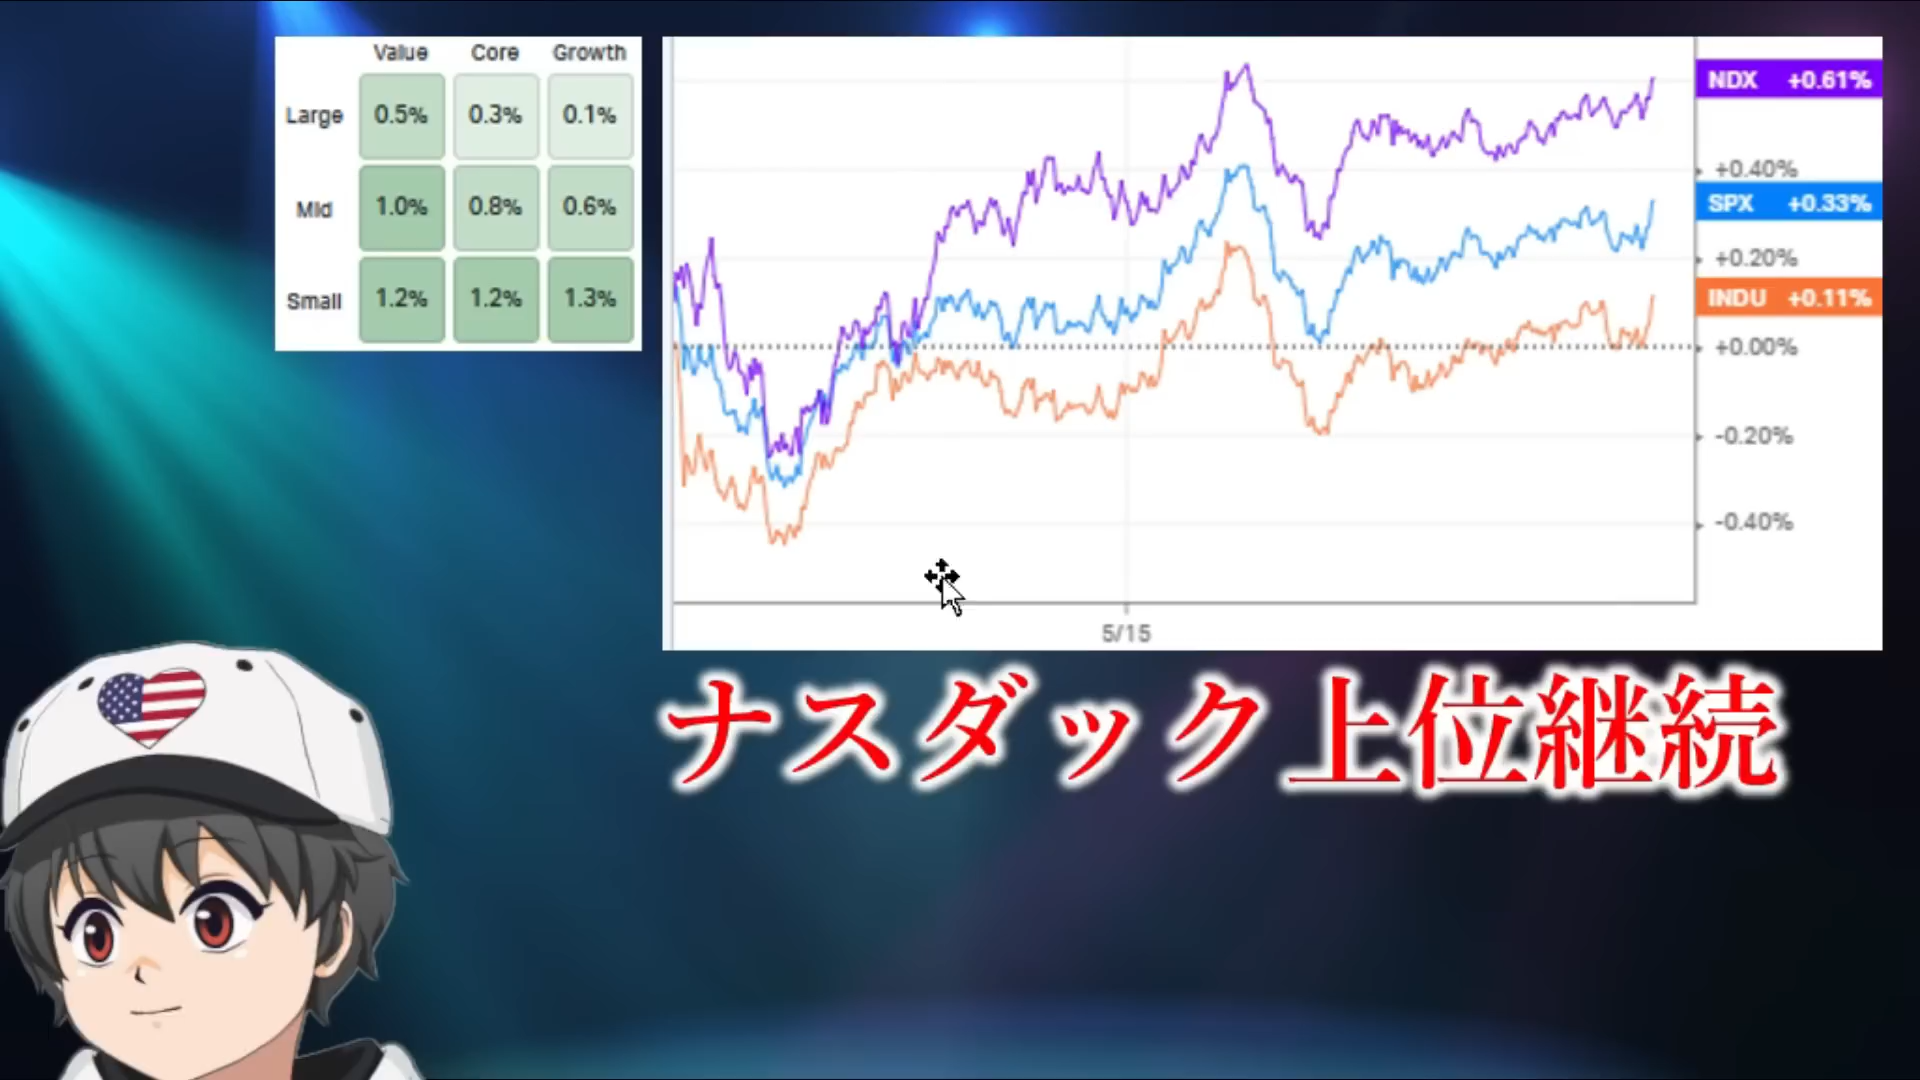 Value Core Growth
Large 0.5% 0.3% 0.1%
Mid 1.0% 0.8% 0.6%
Small 1.2% 1.2% 1.3%
NDX +0.61%
+0.40%
SPX +0.33%
+0.20%
INDU +0.11%
+0.00%
-0.20%
-0.40%
5/15
ナスダック上位継続